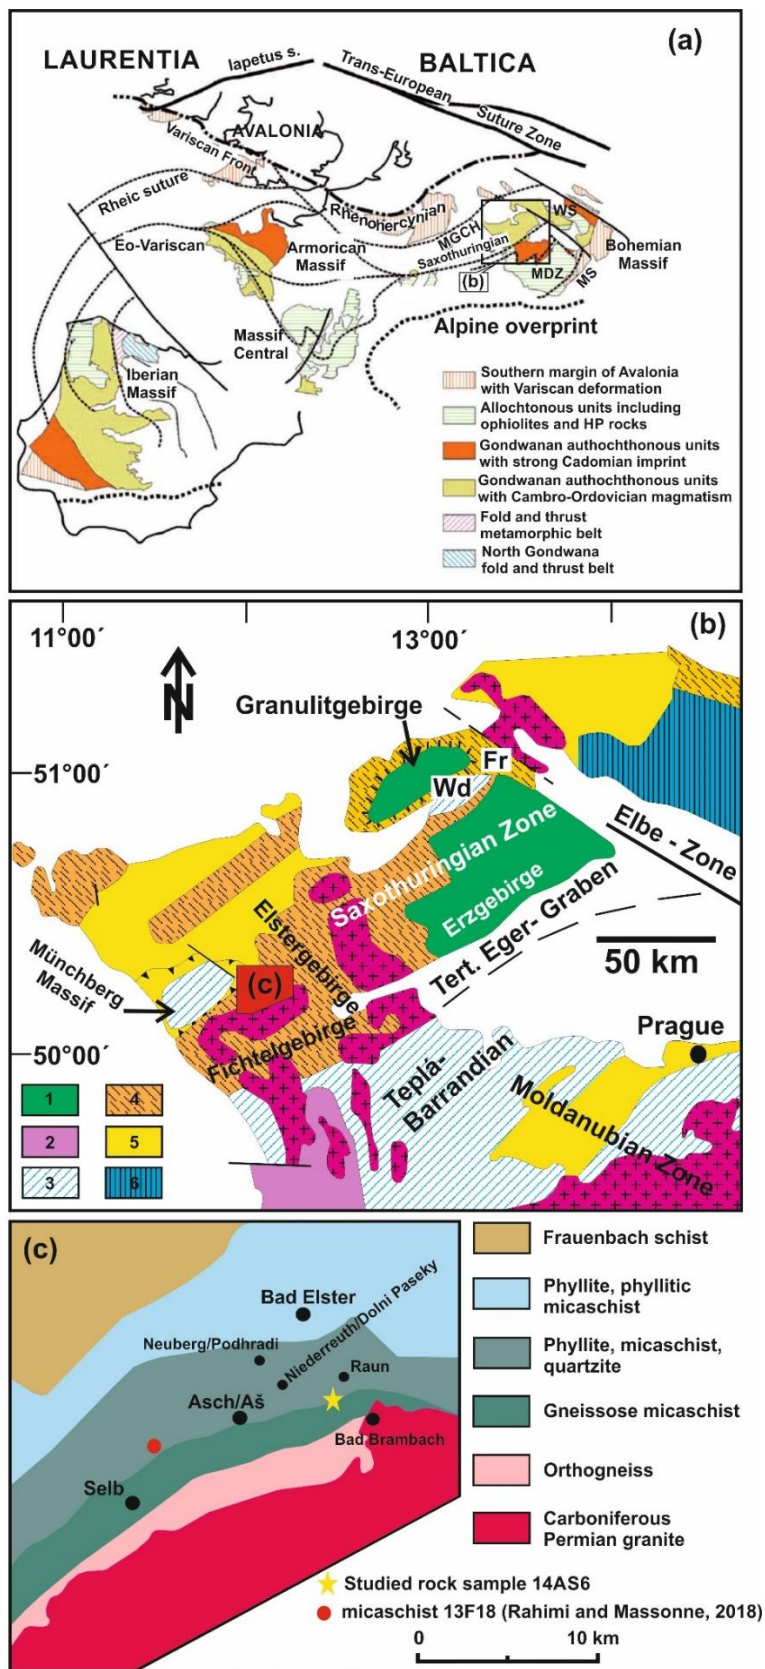 (a)
LAURENTIA
Iapetus s.
BALTICA
Trans-European
Suture Zone
AVALONIA
Variscan Front
Rheic suture
Rhenohercynian
MGCH
Saxothuringian
WS
Eo-Variscan
Armorican
Massif
Bohemian
Massif
MDZ
MS
(b)
Massif
Central
Alpine overprint
Iberian
Massif
Southern margin of Avalonia
with Variscan deformation
Allochtonous units including
ophiolites and HP rocks
Gondwanan authochthonous units
with strong Cadomian imprint
Gondwanan authochthonous units
with Cambro-Ordovician magmatism
Fold and thrust
metamorphic belt
North Gondwana
fold and thrust belt
(b)
11°00´
13°00´
N
Granulitgebirge
51°00´
Fr
Wd
Elbe - Zone
Saxothuringian Zone
Erzgebirge
Elstergebirge
Tert. Eger- Graben
50 km
Münchberg
Massif
(c)
Fichtelgebirge
Prague
50°00´
Teplá-
Barrandian
Moldanubian Zone
1
4
2
5
3
6
(c)
Frauenbach schist
Phyllite, phyllitic
micaschist
Phyllite, micaschist,
quartzite
Gneissose micaschist
Orthogneiss
Carboniferous
Permian granite
Bad Elster
Neuberg/Podhradi
Niederreuth/Dolni Paseky
Raun
Asch/Aš
Bad Brambach
Selb
Studied rock sample 14AS6
micaschist 13F18 (Rahimi and Massonne, 2018)
0
10 km